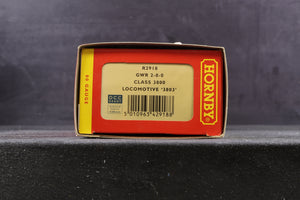 R2918
GWR 2-8-0
CLASS 3800
LOCOMOTIVE '3803'
5 010963 429188
HORNBY
00 GAUGE